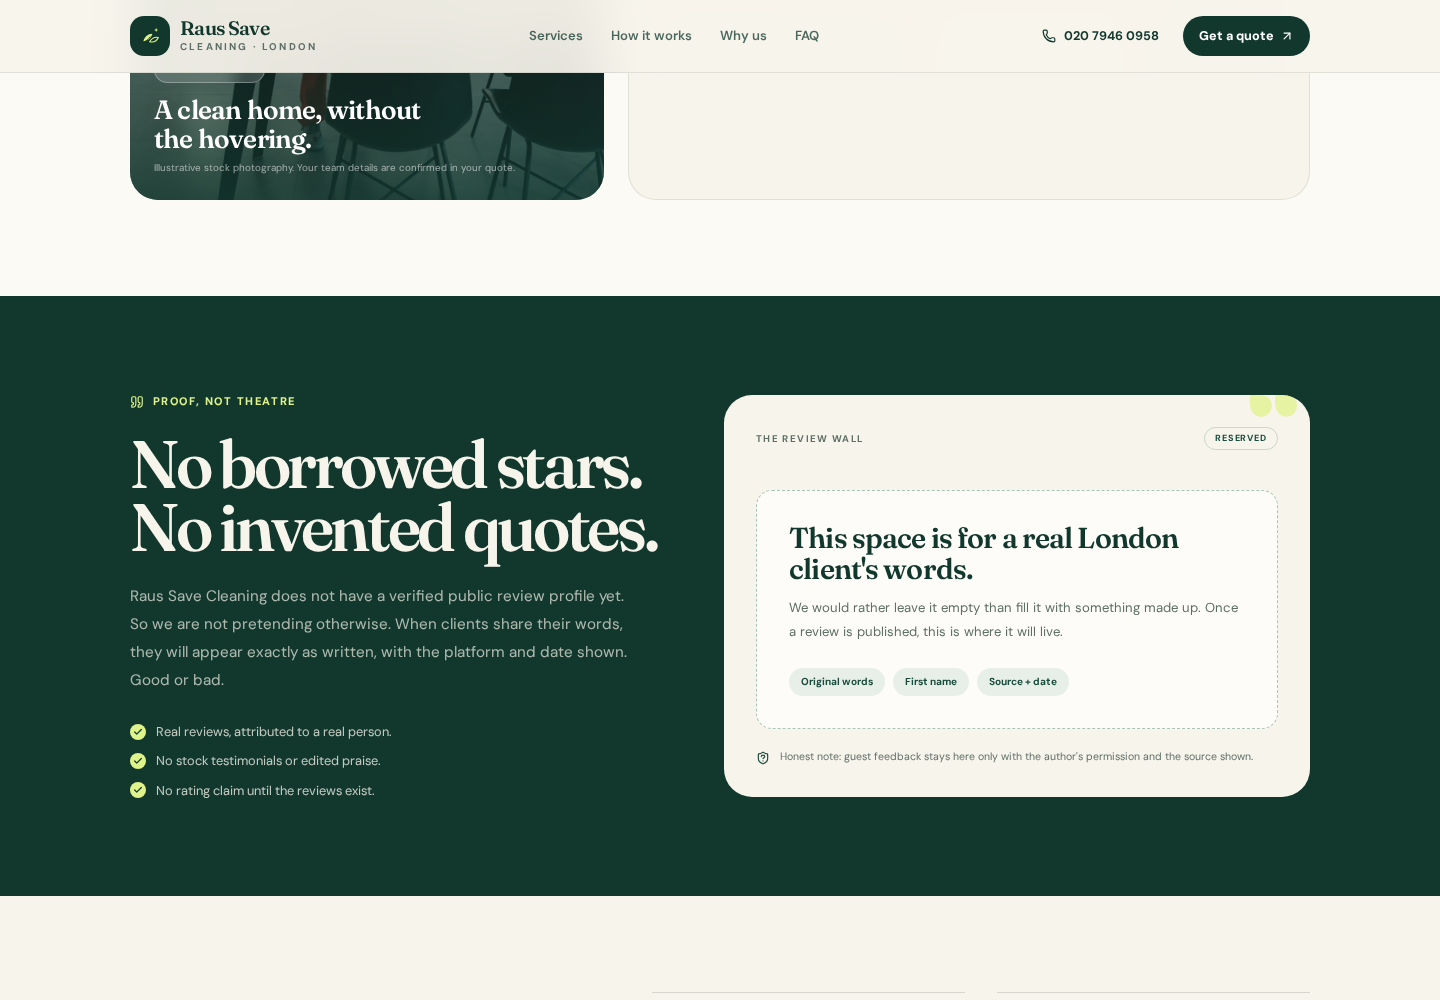 Raus Save
CLEANING · LONDON
Services
How it works
Why us
FAQ
020 7946 0958
Get a quote
A clean home, without
the hovering.
Illustrative stock photography. Your team details are confirmed in your quote.
PROOF, NOT THEATRE
No borrowed stars.
No invented quotes.
Raus Save Cleaning does not have a verified public review profile yet.
So we are not pretending otherwise. When clients share their words,
they will appear exactly as written, with the platform and date shown.
Good or bad.
Real reviews, attributed to a real person.
No stock testimonials or edited praise.
No rating claim until the reviews exist.
THE REVIEW WALL
RESERVED
This space is for a real London
client's words.
We would rather leave it empty than fill it with something made up. Once
a review is published, this is where it will live.
Original words
First name
Source + date
Honest note: guest feedback stays here only with the author's permission and the source shown.